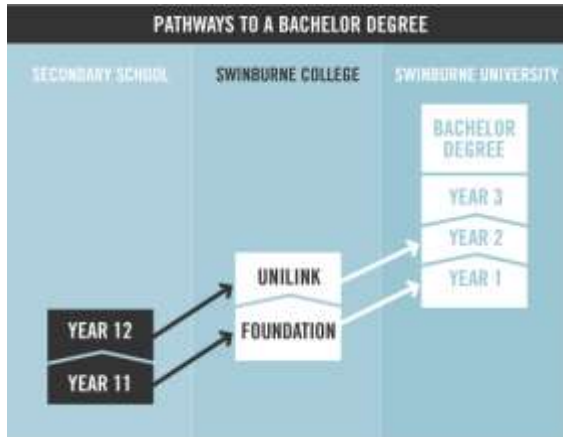 PATHWAYS TO A BACHELOR DEGREE
SECONDARY SCHOOL
SWINBURNE COLLEGE
SWINBURNE UNIVERSITY
BACHELOR
DEGREE
YEAR 3
YEAR 2
YEAR 1
UNILINK
FOUNDATION
YEAR 12
YEAR 11